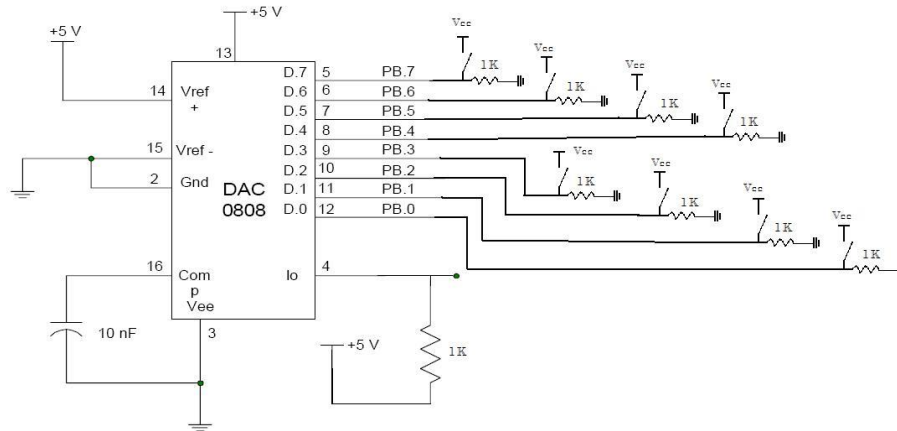 +5 V
+5 V
13
14
Vref
+
15
Vref -
2
Gnd
DAC
0808
16
Com
p
Vee
3
10 nF
D.7
D.6
D.5
D.4
D.3
D.2
D.1
D.0
Io
5
6
7
8
9
10
11
12
4
PB.7
PB.6
PB.5
PB.4
PB.3
PB.2
PB.1
PB.0
Vcc
1K
Vcc
1K
Vcc
1K
Vcc
1K
Vcc
1K
Vcc
1K
Vcc
1K
Vcc
1K
+5 V
1K